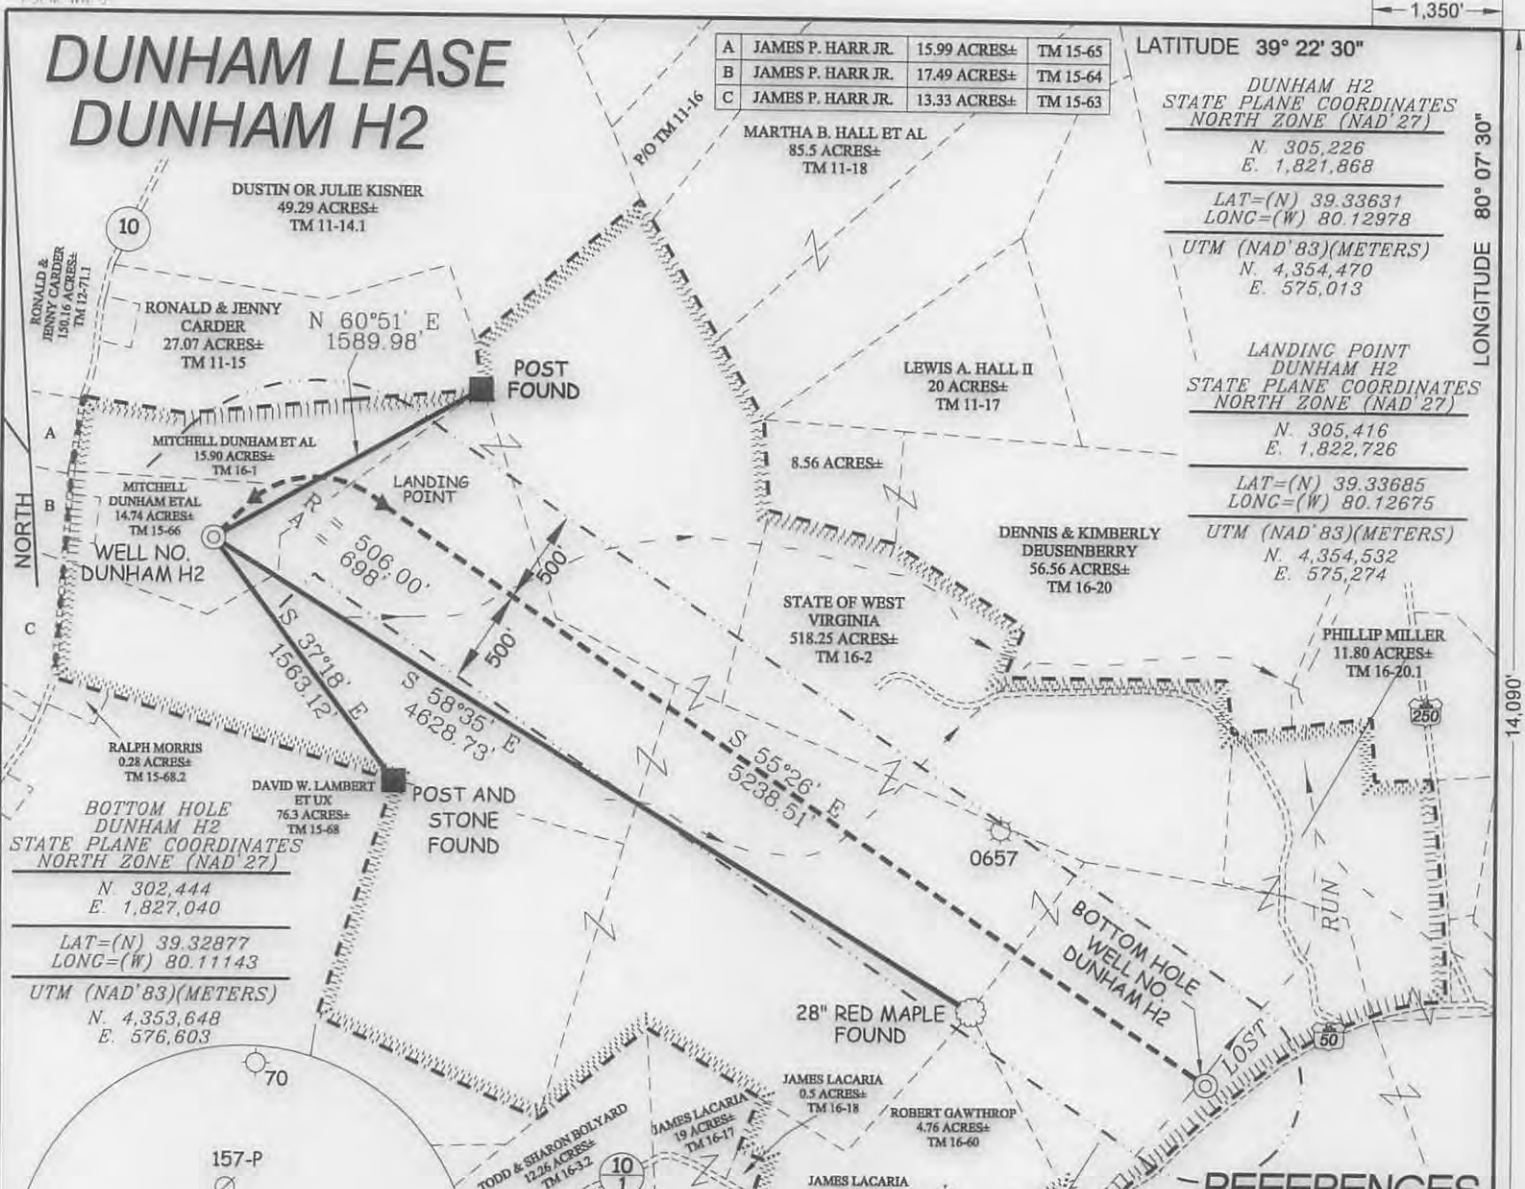 1,350'
DUNHAM LEASE
DUNHAM H2
A JAMES P. HARR JR. 15.99 ACRES± TM 15-65
B JAMES P. HARR JR. 17.49 ACRES± TM 15-64
C JAMES P. HARR JR. 13.33 ACRES± TM 15-63
LATITUDE 39° 22' 30"
LONGITUDE 80° 07' 30"
14,090'
DUNHAM H2
STATE PLANE COORDINATES
NORTH ZONE (NAD'27)
N. 305,226
E. 1,821,868
LAT=(N) 39.33631
LONG=(W) 80.12978
UTM (NAD'83)(METERS)
N. 4,354,470
E. 575,013
LANDING POINT
DUNHAM H2
STATE PLANE COORDINATES
NORTH ZONE (NAD'27)
N. 305,416
E. 1,822,726
LAT=(N) 39.33685
LONG=(W) 80.12675
UTM (NAD'83)(METERS)
N. 4,354,532
E. 575,274
P/O TM 11-16
MARTHA B. HALL ET AL
85.5 ACRES±
TM 11-18
DUSTIN OR JULIE KISNER
49.29 ACRES±
TM 11-14.1
10
RONALD &
JENNY CARDER
150.16 ACRES±
TM 12-71.1
RONALD & JENNY
CARDER
27.07 ACRES±
TM 11-15
N 60°51' E
1589.98'
POST
FOUND
LEWIS A. HALL II
20 ACRES±
TM 11-17
A
B
C
NORTH
MITCHELL DUNHAM ET AL
15.90 ACRES±
TM 16-1
MITCHELL
DUNHAM ETAL
14.74 ACRES±
TM 15-66
WELL NO.
DUNHAM H2
LANDING
POINT
R = 506.00'
A = 698'
500'
500'
8.56 ACRES±
DENNIS & KIMBERLY
DEUSENBERRY
56.56 ACRES±
TM 16-20
STATE OF WEST
VIRGINIA
518.25 ACRES±
TM 16-2
PHILLIP MILLER
11.80 ACRES±
TM 16-20.1
250
S 37°18' E
1563.12'
S 58°35' E
4628.73'
S 55°26' E
5238.51'
RALPH MORRIS
0.28 ACRES±
TM 15-68.2
DAVID W. LAMBERT
ET UX
76.3 ACRES±
TM 15-68
POST AND
STONE
FOUND
0657
BOTTOM HOLE
DUNHAM H2
STATE PLANE COORDINATES
NORTH ZONE (NAD'27)
N. 302,444
E. 1,827,040
LAT=(N) 39.32877
LONG=(W) 80.11143
UTM (NAD'83)(METERS)
N. 4,353,648
E. 576,603
BOTTOM HOLE
WELL NO.
DUNHAM H2
28" RED MAPLE
FOUND
LOST
RUN
50
70
157-P
JAMES LACARIA
0.5 ACRES±
TM 16-18
ROBERT GAWTHROP
4.76 ACRES±
TM 16-60
JAMES LACARIA
19 ACRES±
TM 16-17
TODD & SHARON BOLYARD
12.26 ACRES±
TM 16-3.2
10
1
JAMES LACARIA
REFERENCES